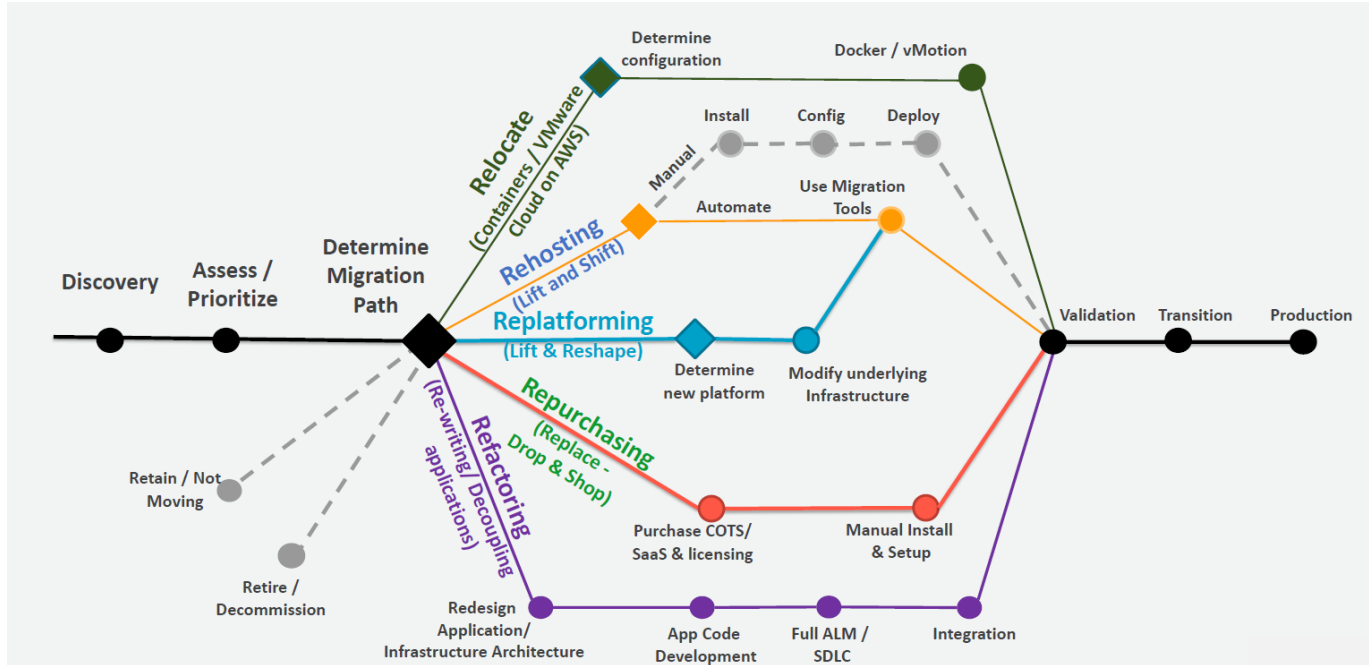 Discovery
Assess /
Prioritize
Determine
Migration
Path
Relocate
(Containers / VMware
Cloud on AWS)
Determine
configuration
Docker / vMotion
Rehosting
(Lift and Shift)
Manual
Install
Config
Deploy
Automate
Use Migration
Tools
Replatforming
(Lift & Reshape)
Determine
new platform
Modify underlying
Infrastructure
Repurchasing
(Replace -
Drop & Shop)
Purchase COTS/
SaaS & licensing
Manual Install
& Setup
Refactoring
(Re-writing/ Decoupling
applications)
Redesign
Application/
Infrastructure Architecture
App Code
Development
Full ALM /
SDLC
Integration
Retain / Not
Moving
Retire /
Decommission
Validation
Transition
Production